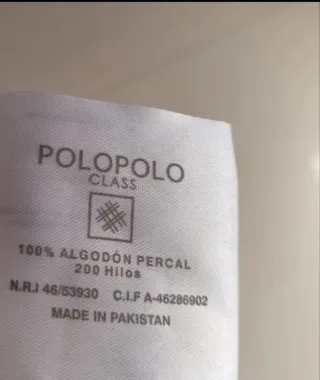 POLOPOLO
CLASS
100% ALGODÓN PERCAL
200 Hilos
N.R.I 46/53930 C.I.F A-46286902
MADE IN PAKISTAN